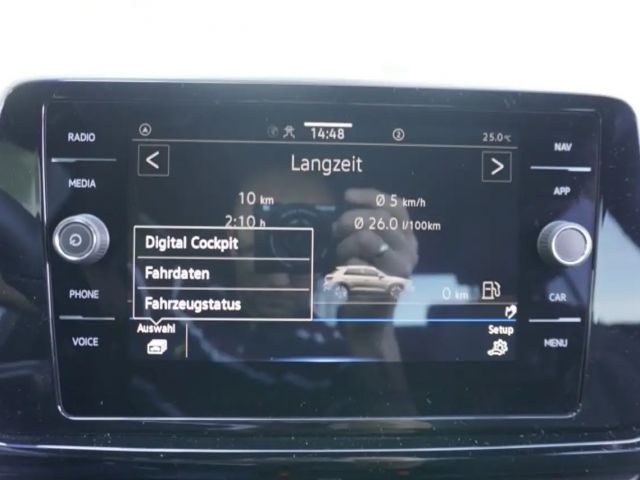 RADIO
MEDIA
PHONE
VOICE
14:48
2
25.0°C
Langzeit
10 km
Ø 5 km/h
2:10 h
Ø 26.0 l/100km
Digital Cockpit
Fahrdaten
Fahrzeugstatus
0 km
Auswahl
Setup
NAV
APP
CAR
MENU